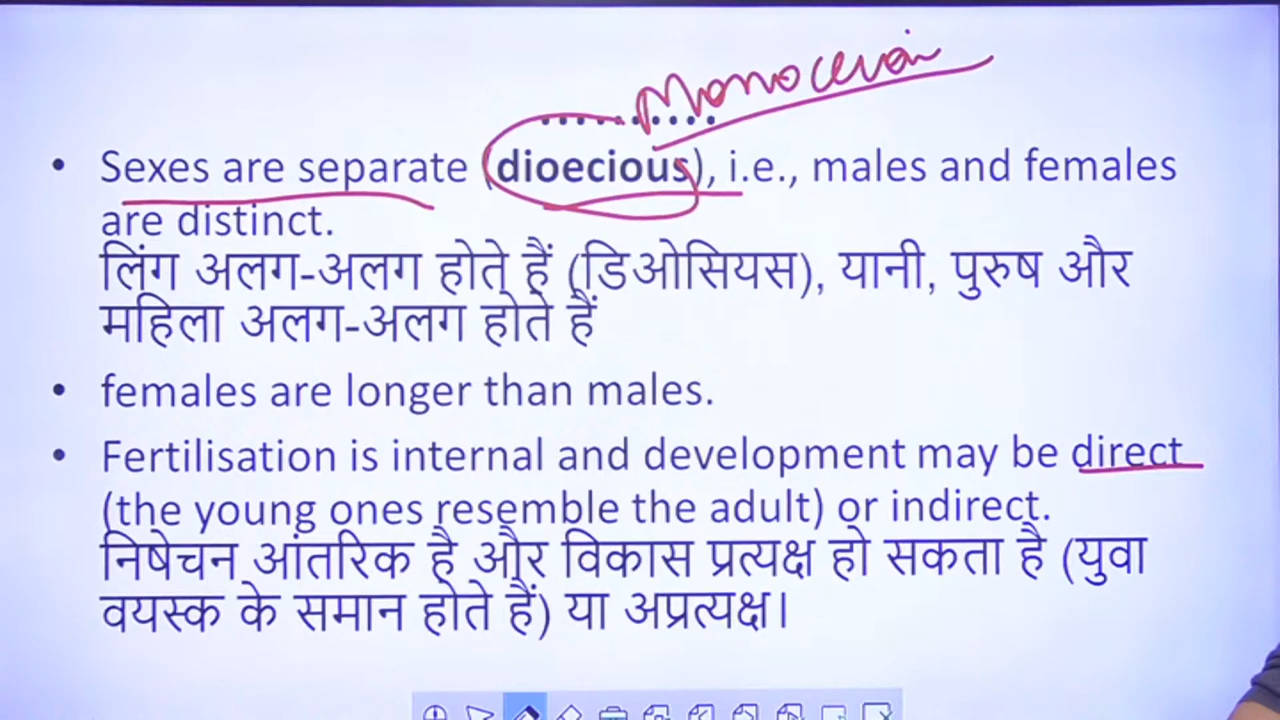 ..........
• Sexes are separate (dioecious), i.e., males and females
are distinct.
लिंग अलग-अलग होते हैं (डिओसियस), यानी, पुरुष और
महिला अलग-अलग होते हैं
• females are longer than males.
• Fertilisation is internal and development may be direct
(the young ones resemble the adult) or indirect.
निषेचन आंतरिक है और विकास प्रत्यक्ष हो सकता है (युवा
वयस्क के समान होते हैं) या अप्रत्यक्ष।